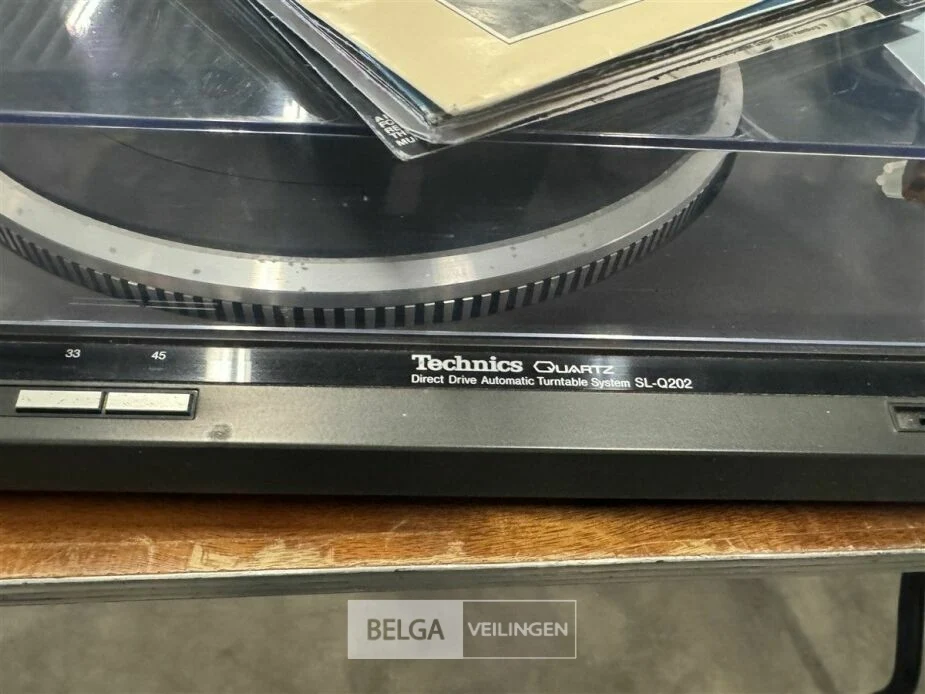 33 45
Technics QUARTZ
Direct Drive Automatic Turntable System SL-Q202
BELGA VEILINGEN